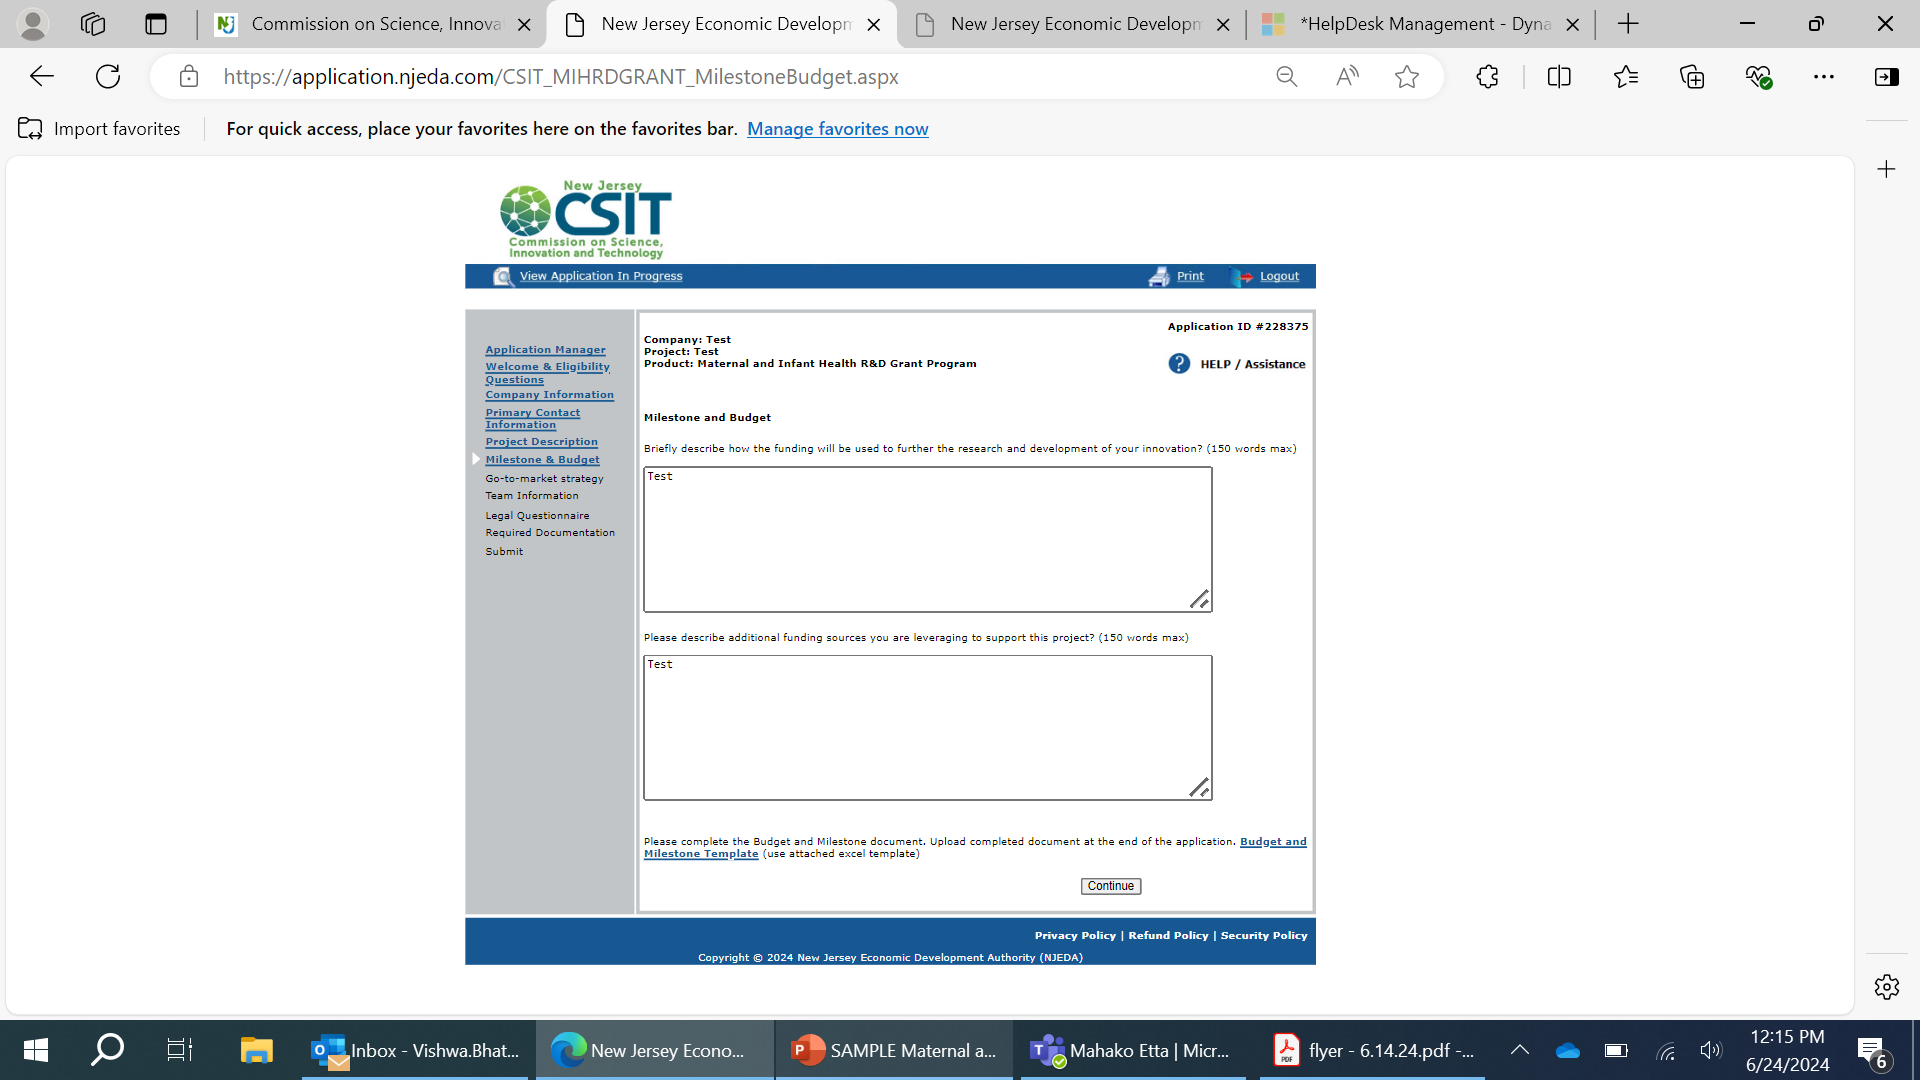 Commission on Science, Innova
New Jersey Economic Developm
New Jersey Economic Developm
*HelpDesk Management - Dyna
https://application.njeda.com/CSIT_MIHRDGRANT_MilestoneBudget.aspx
Import favorites
For quick access, place your favorites here on the favorites bar. Manage favorites now
New Jersey
CSIT
Commission on Science,
Innovation and Technology
View Application In Progress
Print
Logout
Application Manager
Welcome & Eligibility
Questions
Company Information
Primary Contact
Information
Project Description
Milestone & Budget
Go-to-market strategy
Team Information
Legal Questionnaire
Required Documentation
Submit
Application ID #228375
Company: Test
Project: Test
Product: Maternal and Infant Health R&D Grant Program
HELP / Assistance
Milestone and Budget
Briefly describe how the funding will be used to further the research and development of your innovation? (150 words max)
Test
Please describe additional funding sources you are leveraging to support this project? (150 words max)
Test
Please complete the Budget and Milestone document. Upload completed document at the end of the application. Budget and
Milestone Template (use attached excel template)
Continue
Privacy Policy | Refund Policy | Security Policy
Copyright © 2024 New Jersey Economic Development Authority (NJEDA)
Inbox - Vishwa.Bhat...
New Jersey Econo...
SAMPLE Maternal a...
Mahako Etta | Micr...
flyer - 6.14.24.pdf -...
12:15 PM
6/24/2024
6